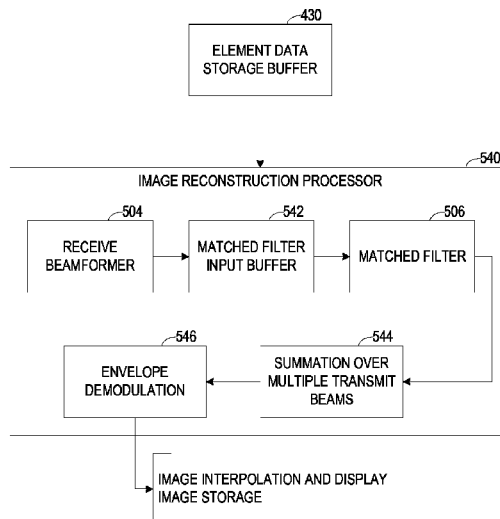 430
ELEMENT DATA
STORAGE BUFFER
540
IMAGE RECONSTRUCTION PROCESSOR
504
RECEIVE
BEAMFORMER
542
MATCHED FILTER
INPUT BUFFER
506
MATCHED FILTER
546
ENVELOPE
DEMODULATION
544
SUMMATION OVER
MULTIPLE TRANSMIT
BEAMS
IMAGE INTERPOLATION AND DISPLAY
IMAGE STORAGE